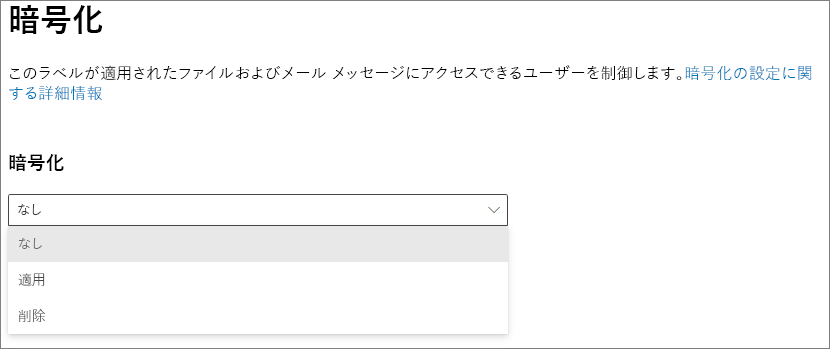 暗号化
このラベルが適用されたファイルおよびメール メッセージにアクセスできるユーザーを制御します。暗号化の設定に関
する詳細情報
暗号化
なし
なし
適用
削除